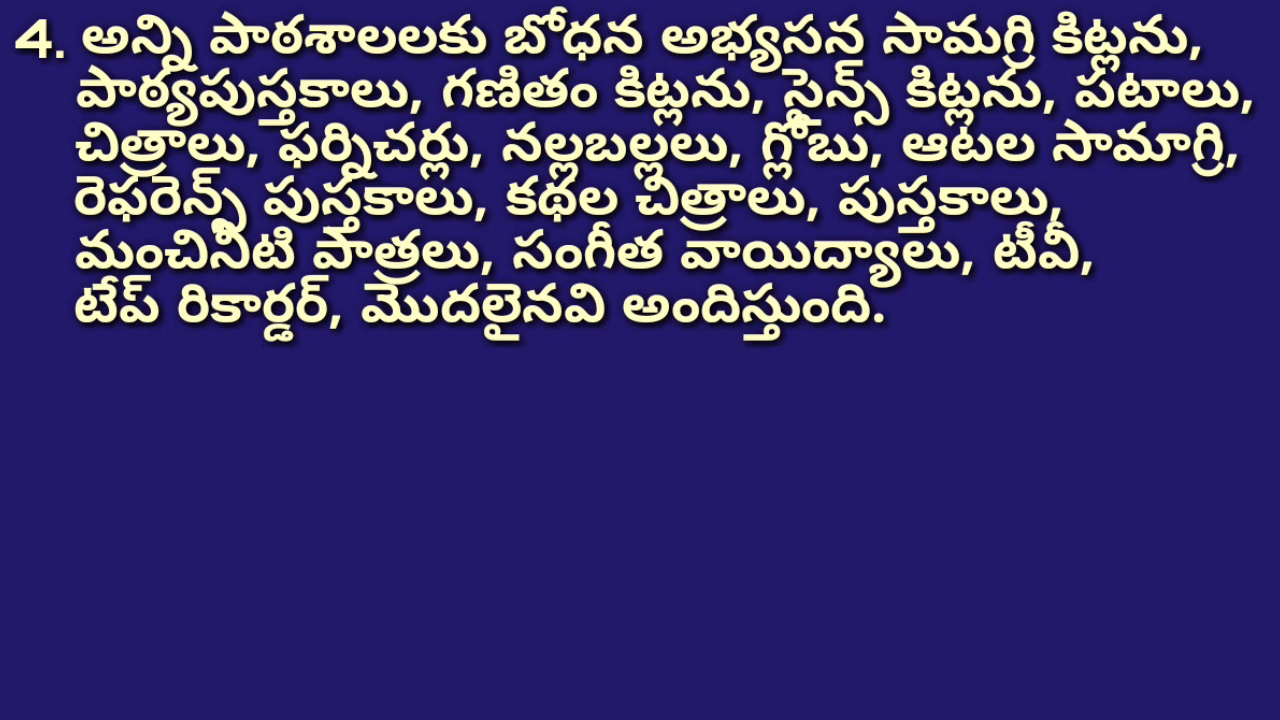 4. అన్ని పాఠశాలలకు బోధన అభ్యసన సామగ్రి కిట్లను,
పాఠ్యపుస్తకాలు, గణితం కిట్లను, సైన్స్ కిట్లను, పటాలు,
చిత్రాలు, ఫర్నిచర్లు, నల్లబల్లలు, గ్లోబు, ఆటల సామాగ్రి,
రెఫరెన్స్ పుస్తకాలు, కథల చిత్రాలు, పుస్తకాలు,
మంచినీటి పాత్రలు, సంగీత వాయిద్యాలు, టీవీ,
టేప్ రికార్డర్, మొదలైనవి అందిస్తుంది.